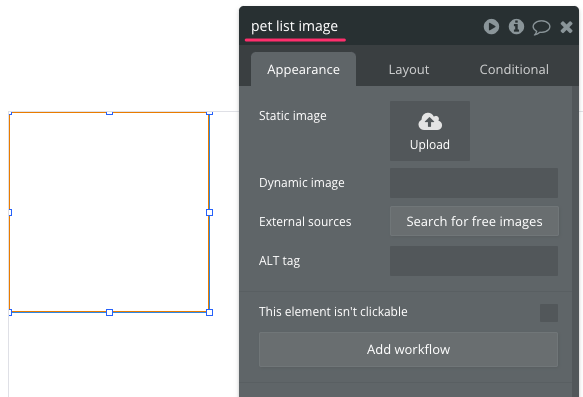 pet list image
Appearance
Layout
Conditional
Static image
Upload
Dynamic image
External sources
Search for free images
ALT tag
This element isn't clickable
Add workflow